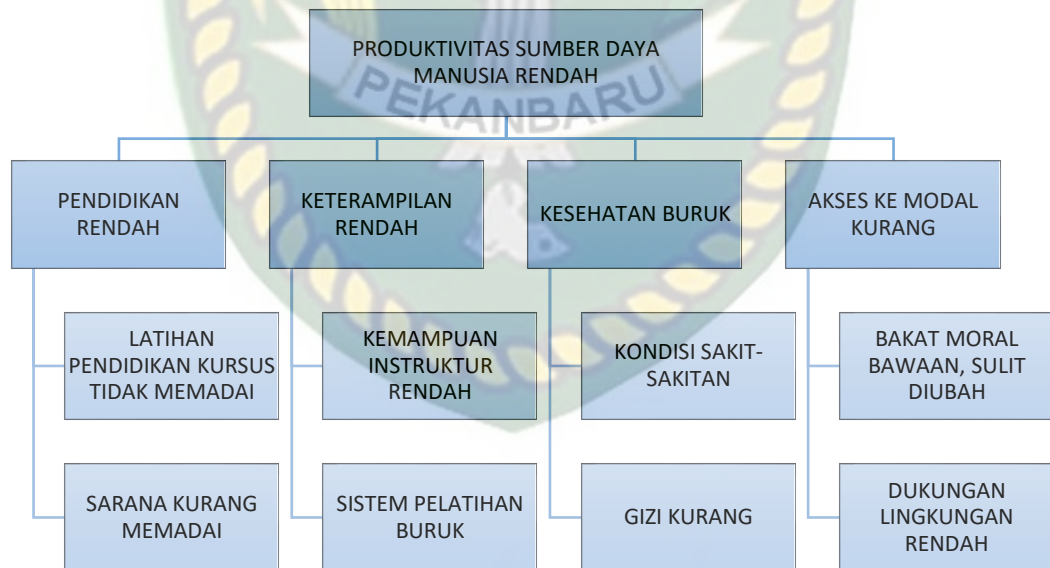 PRODUKTIVITAS SUMBER DAYA
MANUSIA RENDAH
PEKANBARU
PENDIDIKAN
RENDAH
KETERAMPILAN
RENDAH
KESEHATAN BURUK
AKSES KE MODAL
KURANG
LATIHAN
PENDIDIKAN KURSUS
TIDAK MEMADAI
KEMAMPUAN
INSTRUKTUR
RENDAH
KONDISI SAKIT-
SAKITAN
BAKAT MORAL
BAWAAN, SULIT
DIUBAH
SARANA KURANG
MEMADAI
SISTEM PELATIHAN
BURUK
GIZI KURANG
DUKUNGAN
LINGKUNGAN
RENDAH